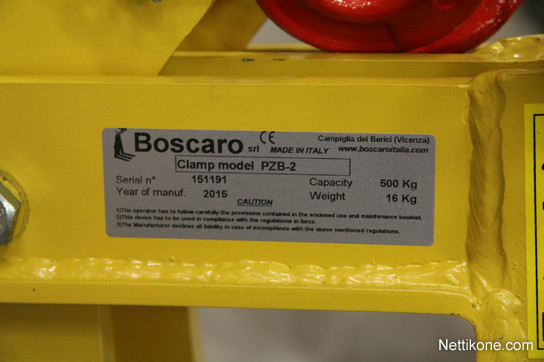 Boscaro srl CE Campiglia dei Berici (Vicenza)
MADE IN ITALY www.boscaroitalia.com
Clamp model PZB-2
Serial n° 151191 Capacity 500 Kg
Year of manuf. 2015 Weight 16 Kg
CAUTION
1)The operator has to follow carefully the provisions contained in the enclosed use and maintenance booklet.
2)This device has to be used in compliance with the regulations in force.
3)The Manufacturer declines all liability in case of incompliance with the above mentioned regulations.
Nettikone.com